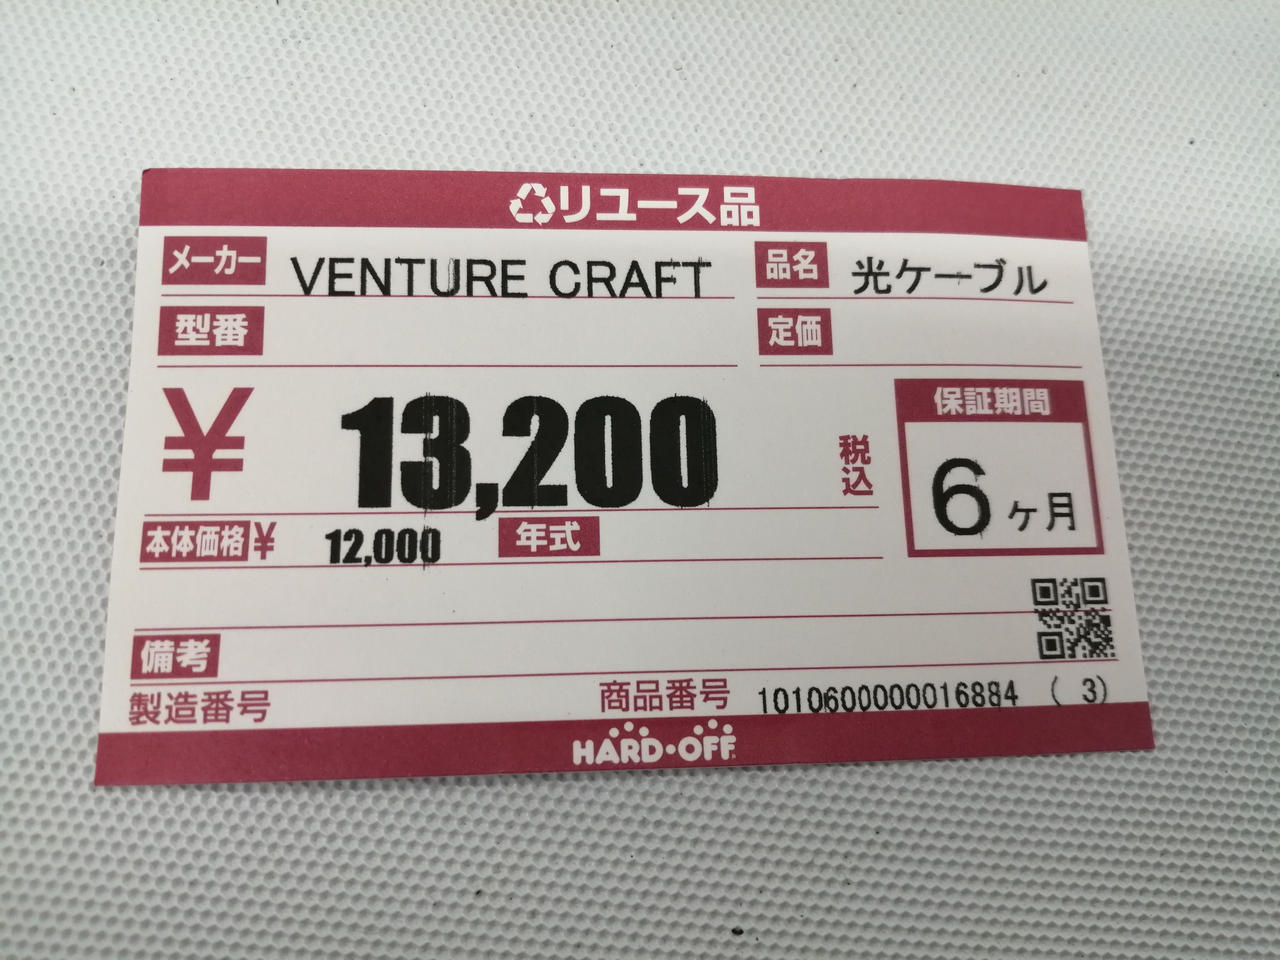 リユース品
メーカー VENTURE CRAFT 品名 光ケーブル
型番 定価
¥ 13,200 税込 保証期間
6ヶ月
本体価格¥ 12,000 年式
備考
製造番号 商品番号 1010600000016884 ( 3)
HARD・OFF